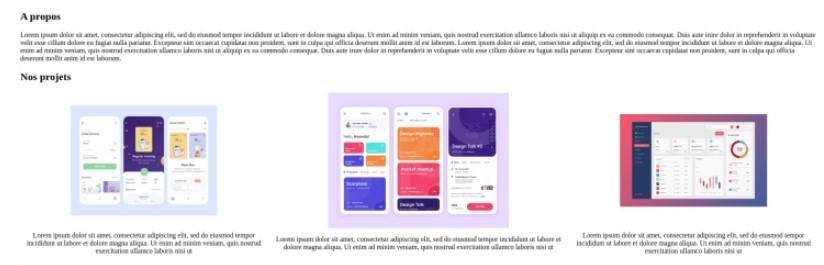 A propos
Lorem ipsum dolor sit amet, consectetur adipiscing elit, sed do eiusmod tempor incididunt ut labore et dolore magna aliqua. Ut enim ad minim veniam, quis nostrud exercitation ullamco laboris nisi ut aliquip ex ea commodo consequat. Duis aute irure dolor in reprehenderit in voluptate
velit esse cillum dolore eu fugiat nulla pariatur. Excepteur sint occaecat cupidatat non proident, sunt in culpa qui officia deserunt mollit anim id est laborum. Lorem ipsum dolor sit amet, consectetur adipiscing elit, sed do eiusmod tempor incididunt ut labore et dolore magna aliqua. Ut
enim ad minim veniam, quis nostrud exercitation ullamco laboris nisi ut aliquip ex ea commodo consequat. Duis aute irure dolor in reprehenderit in voluptate velit esse cillum dolore eu fugiat nulla pariatur. Excepteur sint occaecat cupidatat non proident, sunt in culpa qui officia
deserunt mollit anim id est laborum.
Nos projets
Design Highway
Market Meetup
Scenario
Design Talk
Design Talk #2
Lorem ipsum dolor sit amet, consectetur adipiscing elit, sed do eiusmod tempor
incididunt ut labore et dolore magna aliqua. Ut enim ad minim veniam, quis nostrud
exercitation ullamco laboris nisi ut
Lorem ipsum dolor sit amet, consectetur adipiscing elit, sed do eiusmod tempor incididunt ut labore et
dolore magna aliqua. Ut enim ad minim veniam, quis nostrud exercitation ullamco laboris nisi ut
Lorem ipsum dolor sit amet, consectetur adipiscing elit, sed do eiusmod tempor
incididunt ut labore et dolore magna aliqua. Ut enim ad minim veniam, quis nostrud
exercitation ullamco laboris nisi ut